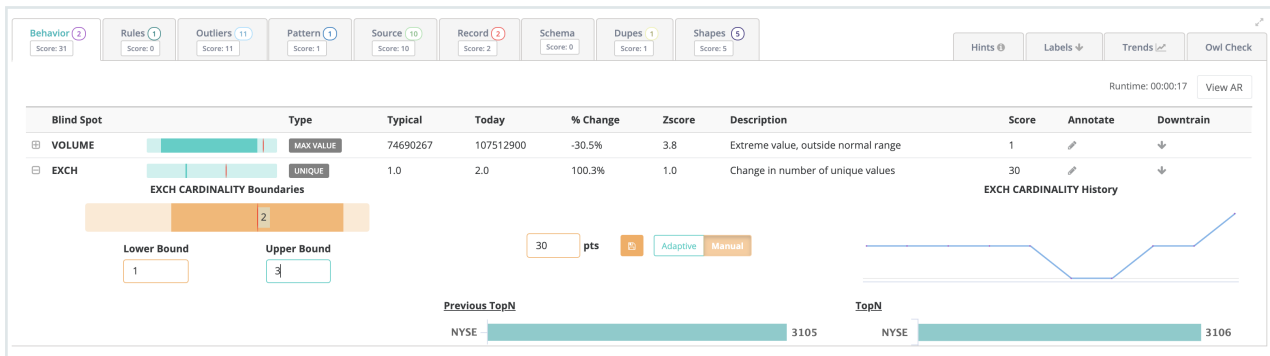 Behavior 2
Score: 31
Rules 1
Score: 0
Outliers 11
Score: 11
Pattern 1
Score: 1
Source 10
Score: 10
Record 2
Score: 2
Schema
Score: 0
Dupes 1
Score: 1
Shapes 5
Score: 5
Hints
Labels
Trends
Owl Check
Runtime: 00:00:17 View AR
Blind Spot Type Typical Today % Change Zscore Description Score Annotate Downtrain
VOLUME MAX VALUE 74690267 107512900 -30.5% 3.8 Extreme value, outside normal range 1
EXCH UNIQUE 1.0 2.0 100.3% 1.0 Change in number of unique values 30
EXCH CARDINALITY Boundaries
2
Lower Bound Upper Bound
1 3
30 pts Adaptive Manual
EXCH CARDINALITY History
Previous TopN
NYSE 3105
TopN
NYSE 3106